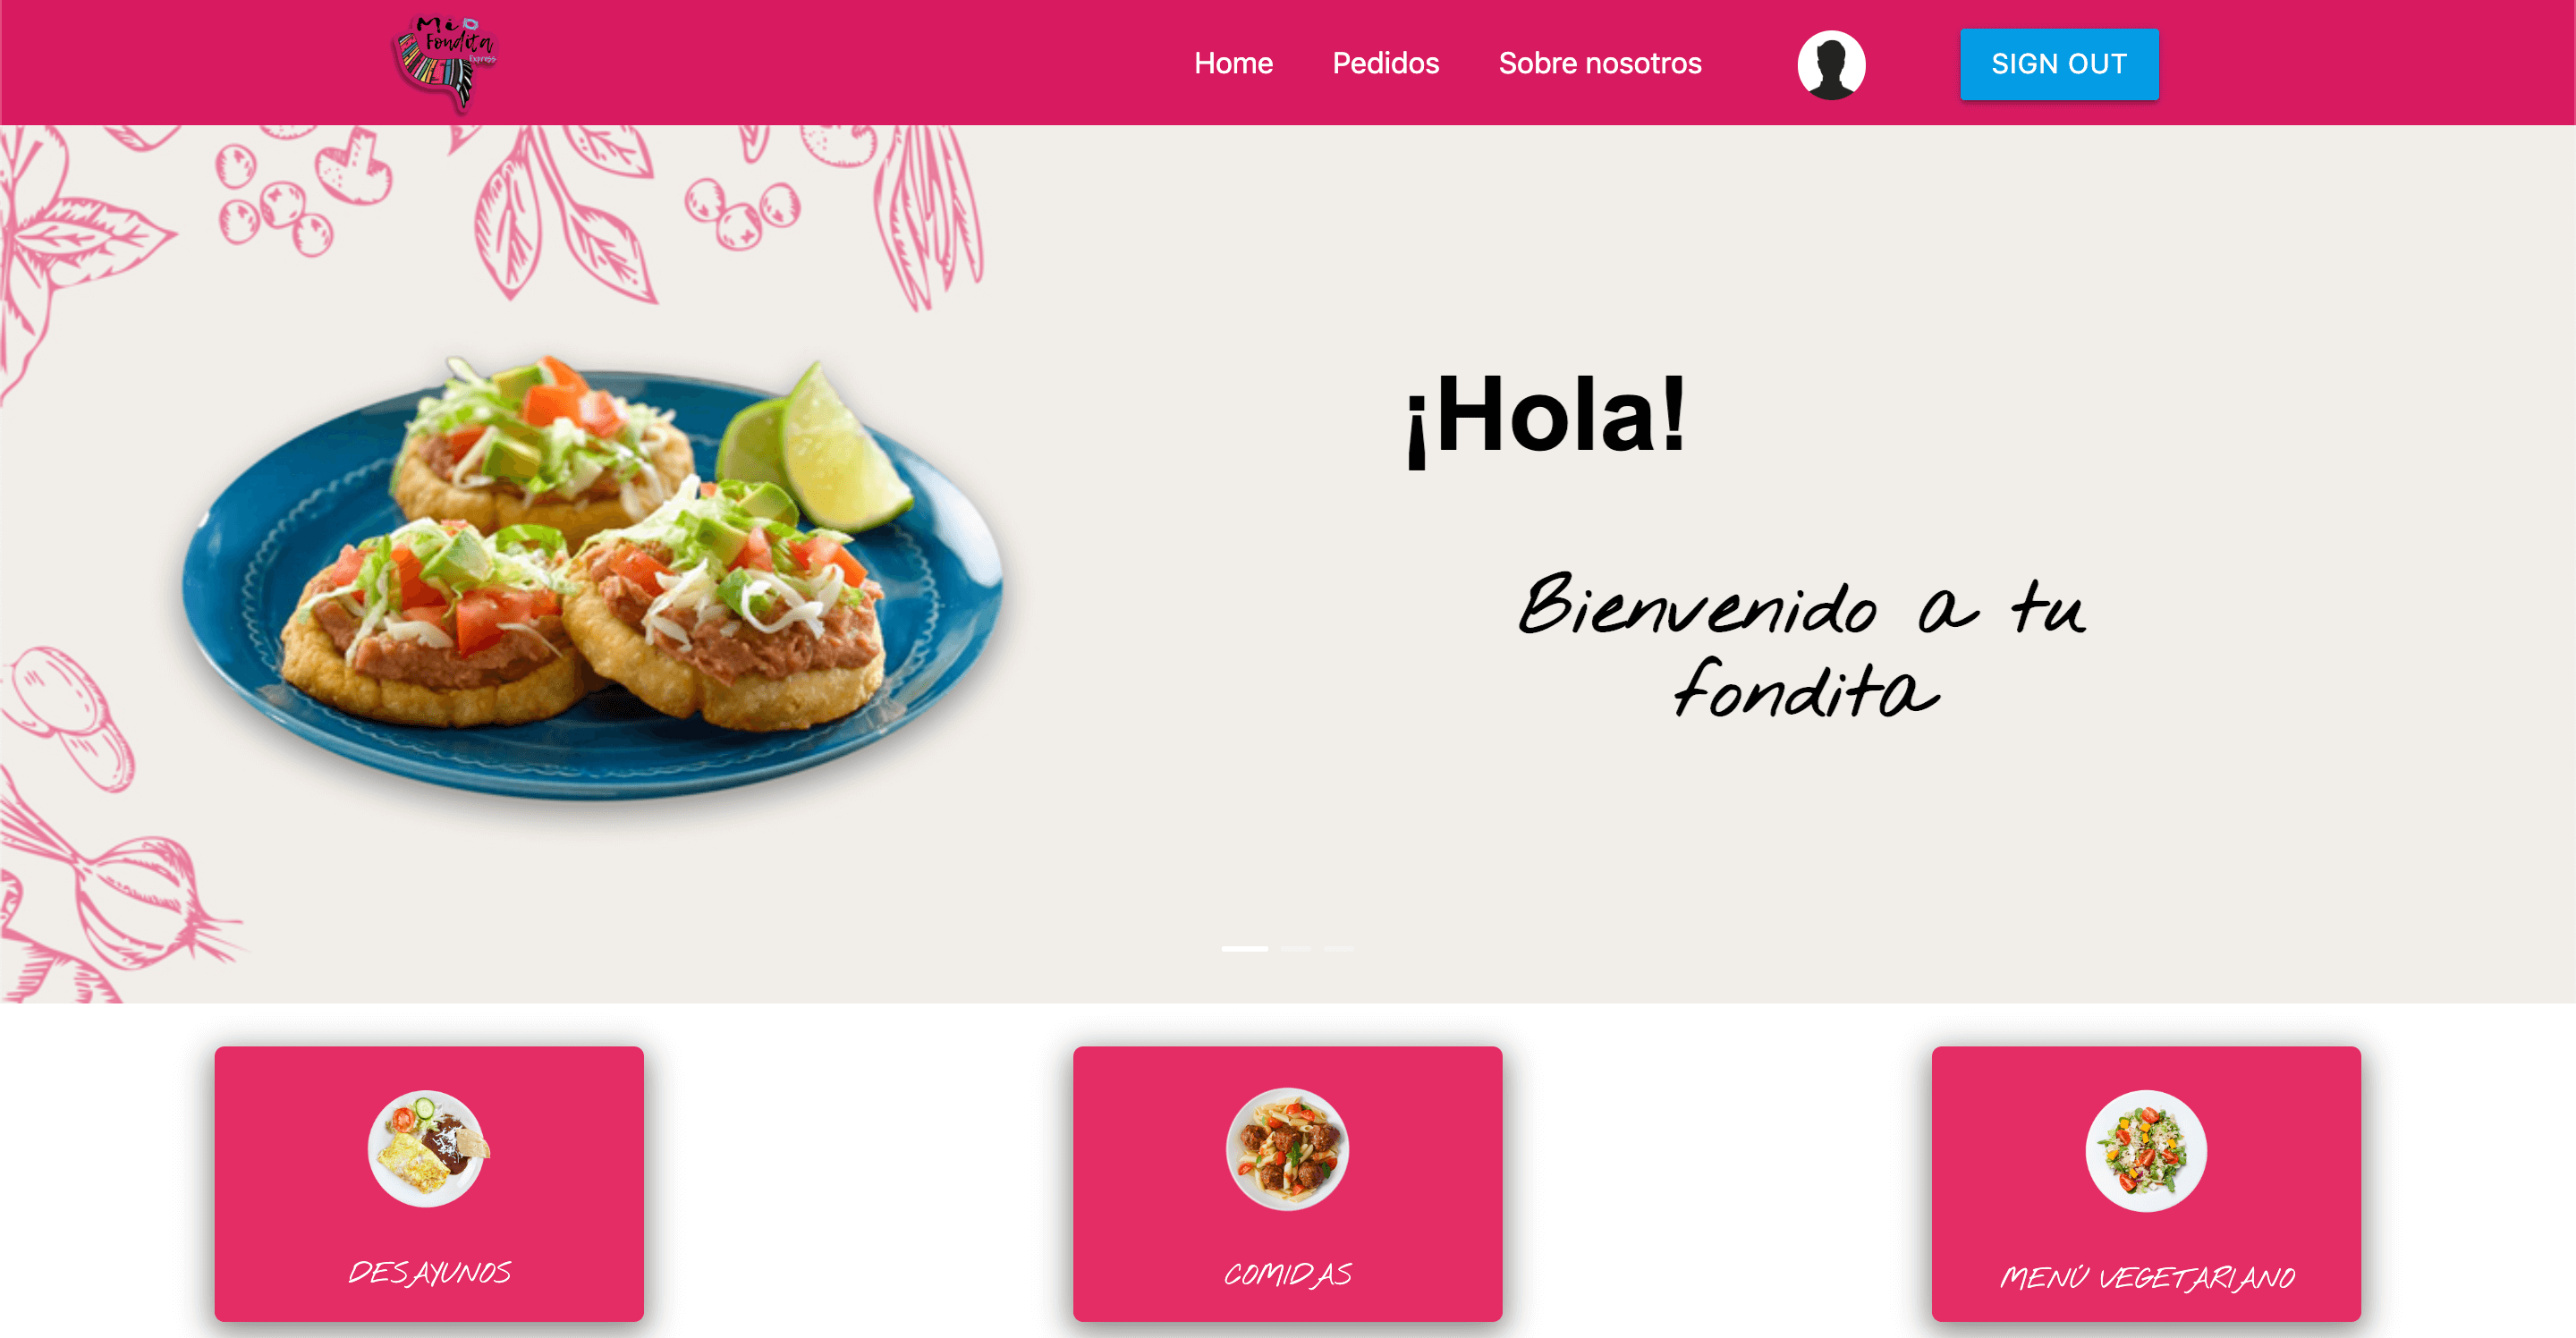 Mi
Fondita
Express
Home
Pedidos
Sobre nosotros
SIGN OUT
¡Hola!
Bienvenido a tu
fondita
DESAYUNOS
COMIDAS
MENÚ VEGETARIANO